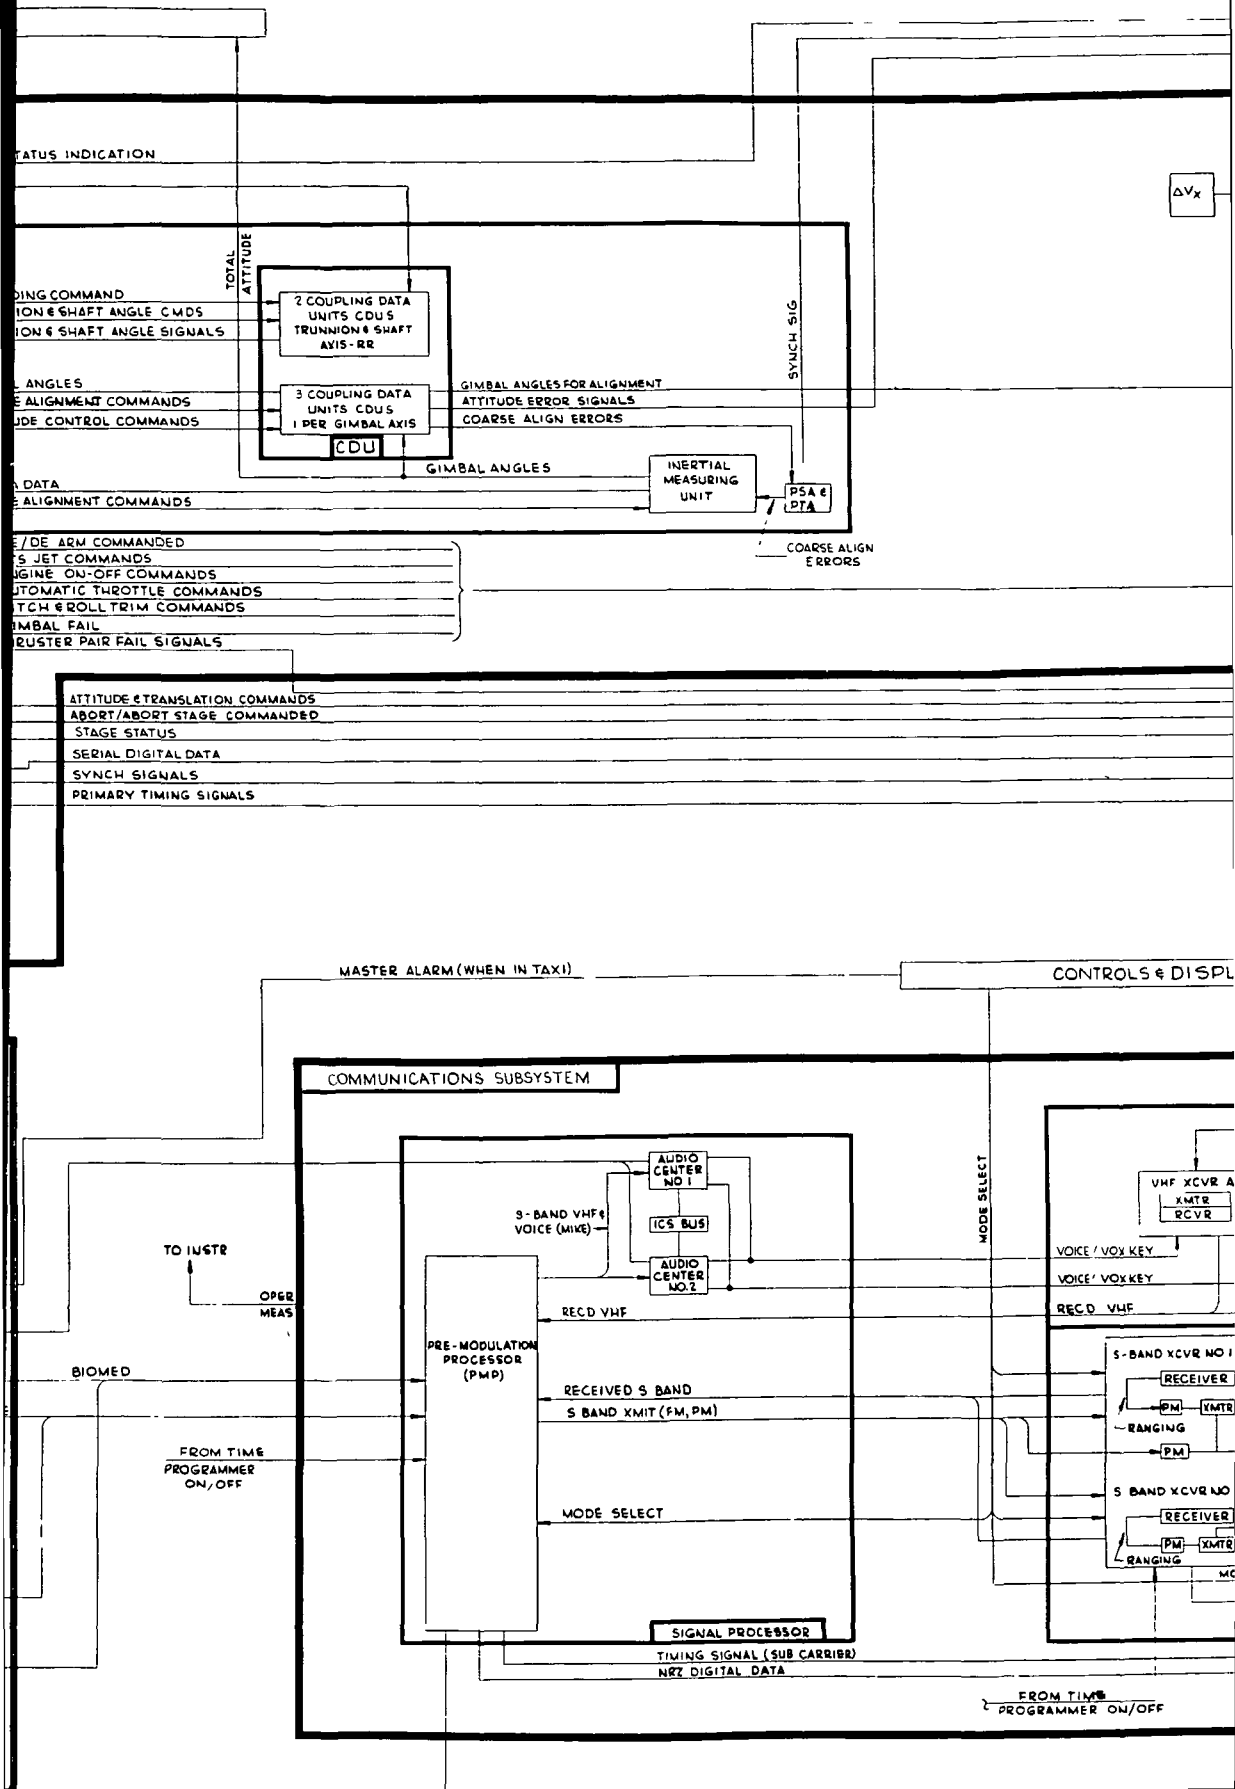 TATUS INDICATION
ΔVx
TOTAL
ATTITUDE
DING COMMAND
ION & SHAFT ANGLE CMDS
ION & SHAFT ANGLE SIGNALS
2 COUPLING DATA
UNITS CDUS
TRUNNION & SHAFT
AXIS-RR
SYNCH SIG
L ANGLES
E ALIGNMENT COMMANDS
UDE CONTROL COMMANDS
3 COUPLING DATA
UNITS CDUS
1 PER GIMBAL AXIS
CDU
GIMBAL ANGLES FOR ALIGNMENT
ATTITUDE ERROR SIGNALS
COARSE ALIGN ERRORS
GIMBAL ANGLES
DATA
E ALIGNMENT COMMANDS
INERTIAL
MEASURING
UNIT
PSA &
PTA
COARSE ALIGN
ERRORS
E/DE ARM COMMANDED
S JET COMMANDS
NGINE ON-OFF COMMANDS
UTOMATIC THROTTLE COMMANDS
ITCH & ROLL TRIM COMMANDS
IMBAL FAIL
RUSTER PAIR FAIL SIGNALS
ATTITUDE & TRANSLATION COMMANDS
ABORT/ABORT STAGE COMMANDED
STAGE STATUS
SERIAL DIGITAL DATA
SYNCH SIGNALS
PRIMARY TIMING SIGNALS
MASTER ALARM (WHEN IN TAXI)
CONTROLS & DISPL
COMMUNICATIONS SUBSYSTEM
AUDIO
CENTER
NO 1
S-BAND VHF &
VOICE (MIKE)
ICS BUS
AUDIO
CENTER
NO.2
MODE SELECT
VHF XCVR A
XMTR
RCVR
VOICE / VOX KEY
VOICE / VOX KEY
RECD VHF
TO INSTR
OPER
MEAS
RECD VHF
PRE-MODULATION
PROCESSOR
(PMP)
BIOMED
RECEIVED S BAND
S BAND XMIT (FM, PM)
S-BAND XCVR NO 1
RECEIVER
PM
XMTR
RANGING
PM
FROM TIME
PROGRAMMER
ON/OFF
MODE SELECT
S BAND XCVR NO
RECEIVER
PM
XMTR
RANGING
MO
SIGNAL PROCESSOR
TIMING SIGNAL (SUB CARRIER)
NRZ DIGITAL DATA
FROM TIME
PROGRAMMER ON/OFF